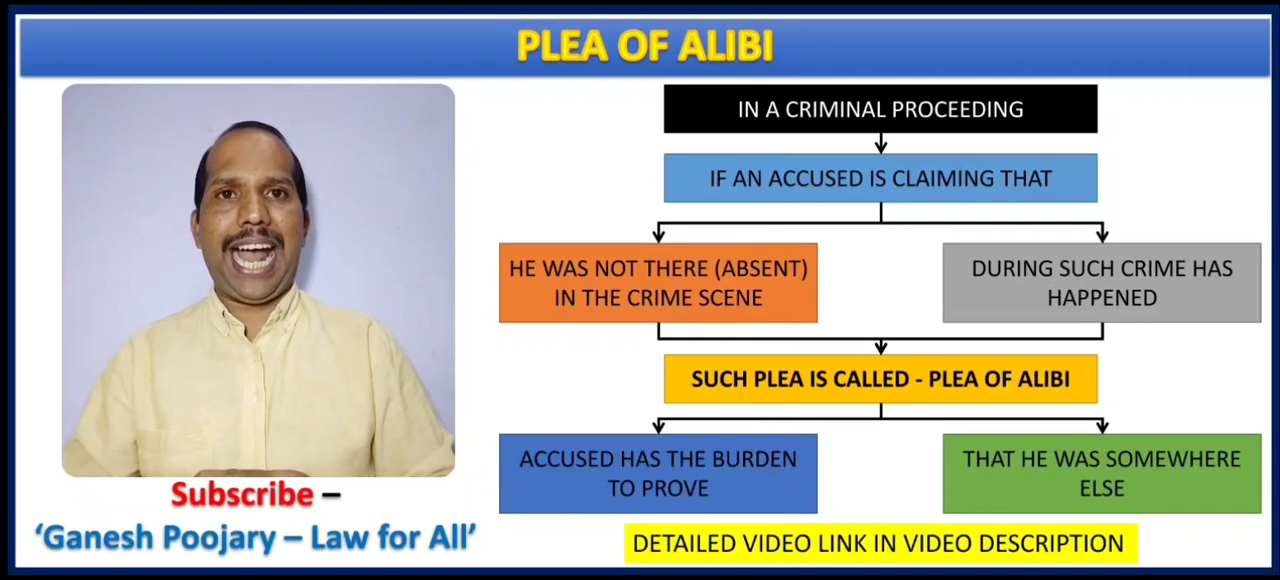 PLEA OF ALIBI
IN A CRIMINAL PROCEEDING
IF AN ACCUSED IS CLAIMING THAT
HE WAS NOT THERE (ABSENT)
IN THE CRIME SCENE
DURING SUCH CRIME HAS
HAPPENED
SUCH PLEA IS CALLED - PLEA OF ALIBI
ACCUSED HAS THE BURDEN
TO PROVE
THAT HE WAS SOMEWHERE
ELSE
Subscribe –
‘Ganesh Poojary – Law for All’
DETAILED VIDEO LINK IN VIDEO DESCRIPTION